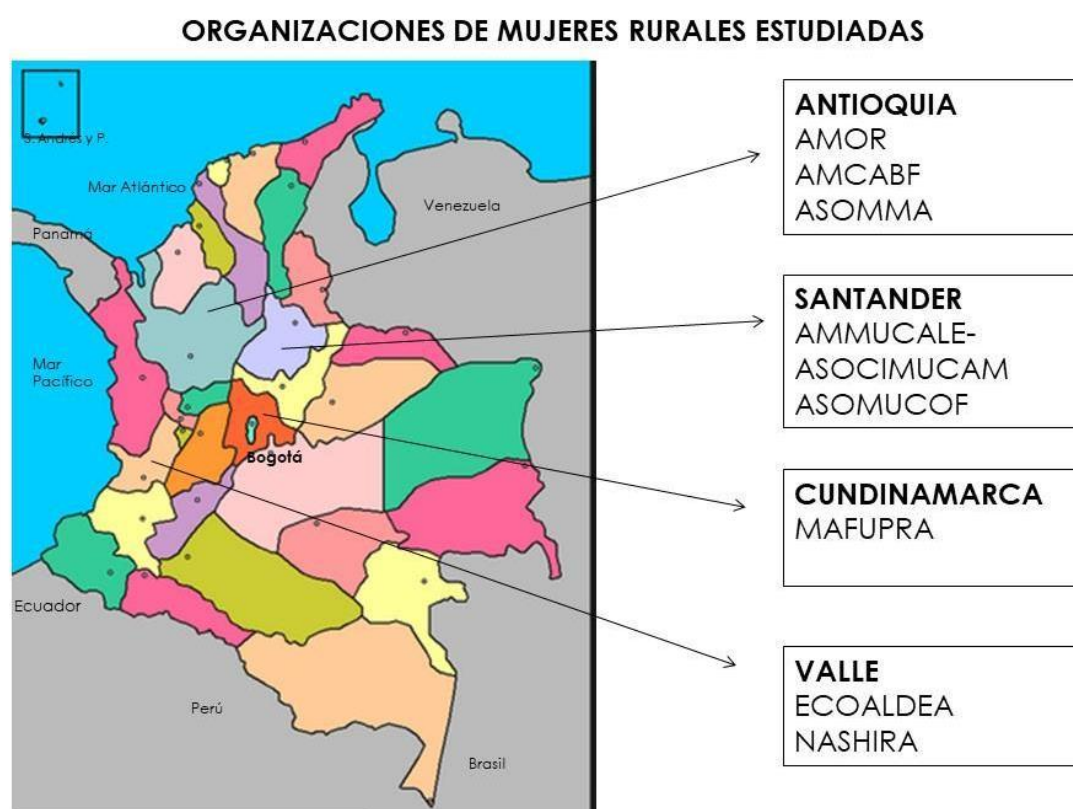 ORGANIZACIONES DE MUJERES RURALES ESTUDIADAS
S. Andrés y P.
Mar Atlántico
Venezuela
Panamá
Mar
Pacífico
Bogotá
Ecuador
Perú
Brasil
ANTIOQUIA
AMOR
AMCABF
ASOMMA
SANTANDER
AMMUCALE-
ASOCIMUCAM
ASOMUCOF
CUNDINAMARCA
MAFUPRA
VALLE
ECOALDEA
NASHIRA